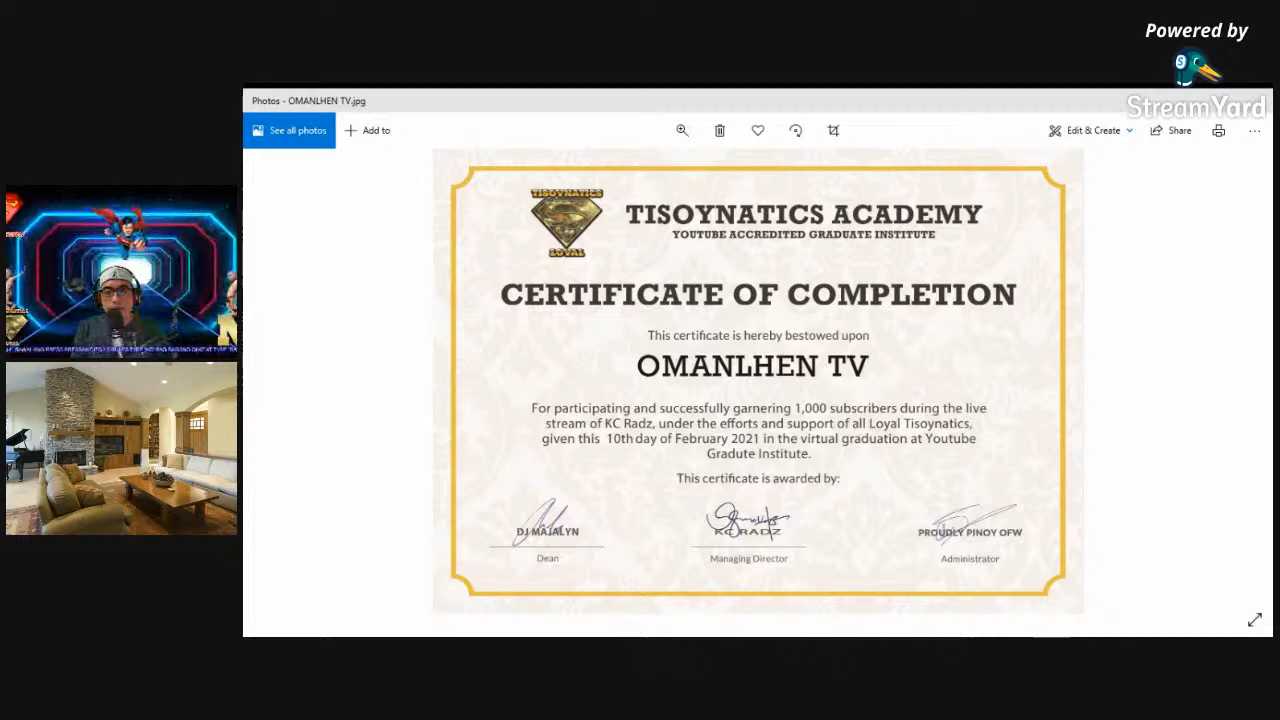 Powered by
StreamYard
Photos - OMANLHEN TV.jpg
See all photos
Add to
Edit & Create
Share
TISOYNATICS
LOYAL
TISOYNATICS ACADEMY
YOUTUBE ACCREDITED GRADUATE INSTITUTE
CERTIFICATE OF COMPLETION
This certificate is hereby bestowed upon
OMANLHEN TV
For participating and successfully garnering 1,000 subscribers during the live
stream of KC Radz, under the efforts and support of all Loyal Tisoynatics,
given this 10th day of February 2021 in the virtual graduation at Youtube
Gradute Institute.
This certificate is awarded by:
DJ MAJALYN
KC RADZ
PROUDLY PINOY OFW
Dean
Managing Director
Administrator